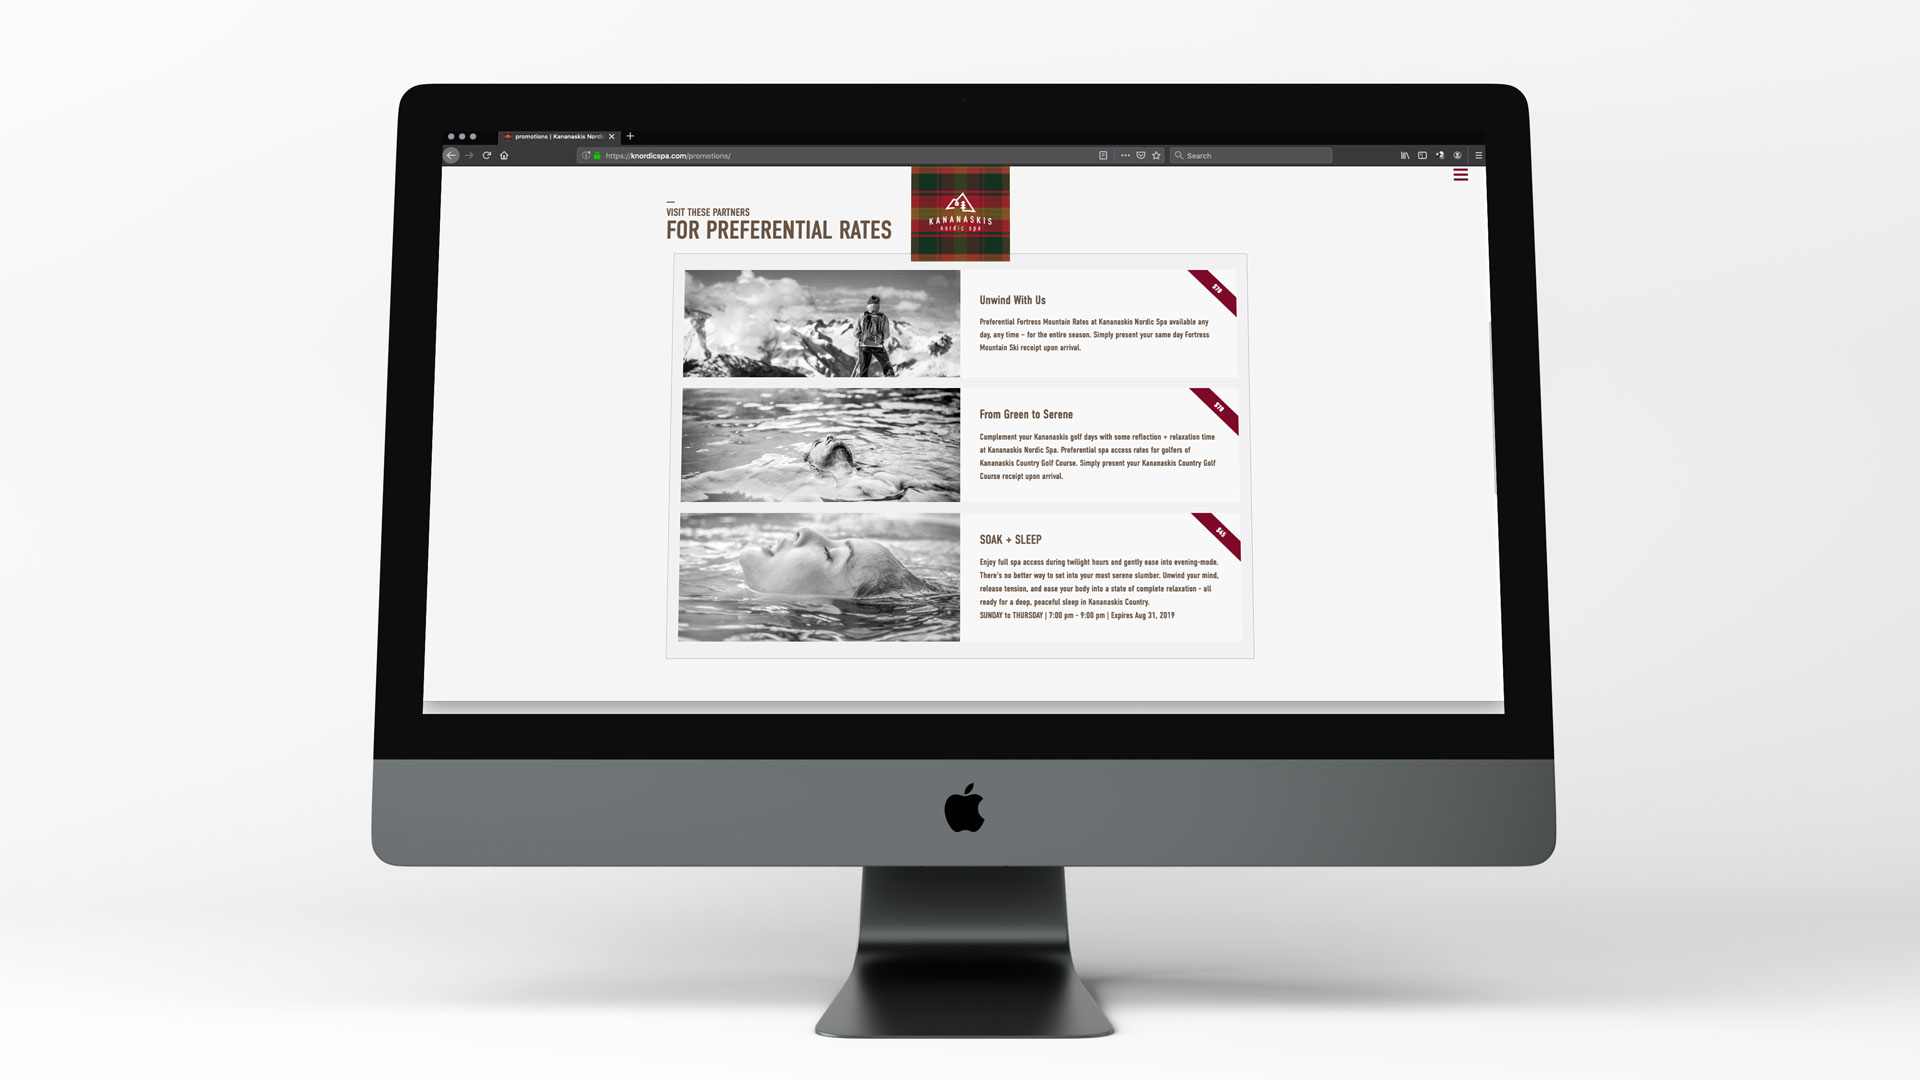 promotions | Kananaskis Nordi
https://knordicspa.com/promotions/
Search
VISIT THESE PARTNERS
FOR PREFERENTIAL RATES
KANANASKIS
nordic spa
Unwind With Us
Preferential Fortress Mountain Rates at Kananaskis Nordic Spa available any
day, any time – for the entire season. Simply present your same day Fortress
Mountain Ski receipt upon arrival.
From Green to Serene
Complement your Kananaskis golf days with some reflection + relaxation time
at Kananaskis Nordic Spa. Preferential spa access rates for golfers of
Kananaskis Country Golf Course. Simply present your Kananaskis Country Golf
Course receipt upon arrival.
SOAK + SLEEP
$45
Enjoy full spa access during twilight hours and gently ease into evening-mode.
There's no better way to set into your most serene slumber. Unwind your mind,
release tension, and ease your body into a state of complete relaxation - all
ready for a deep, peaceful sleep in Kananaskis Country.
SUNDAY to THURSDAY | 7:00 pm - 9:00 pm | Expires Aug 31, 2019